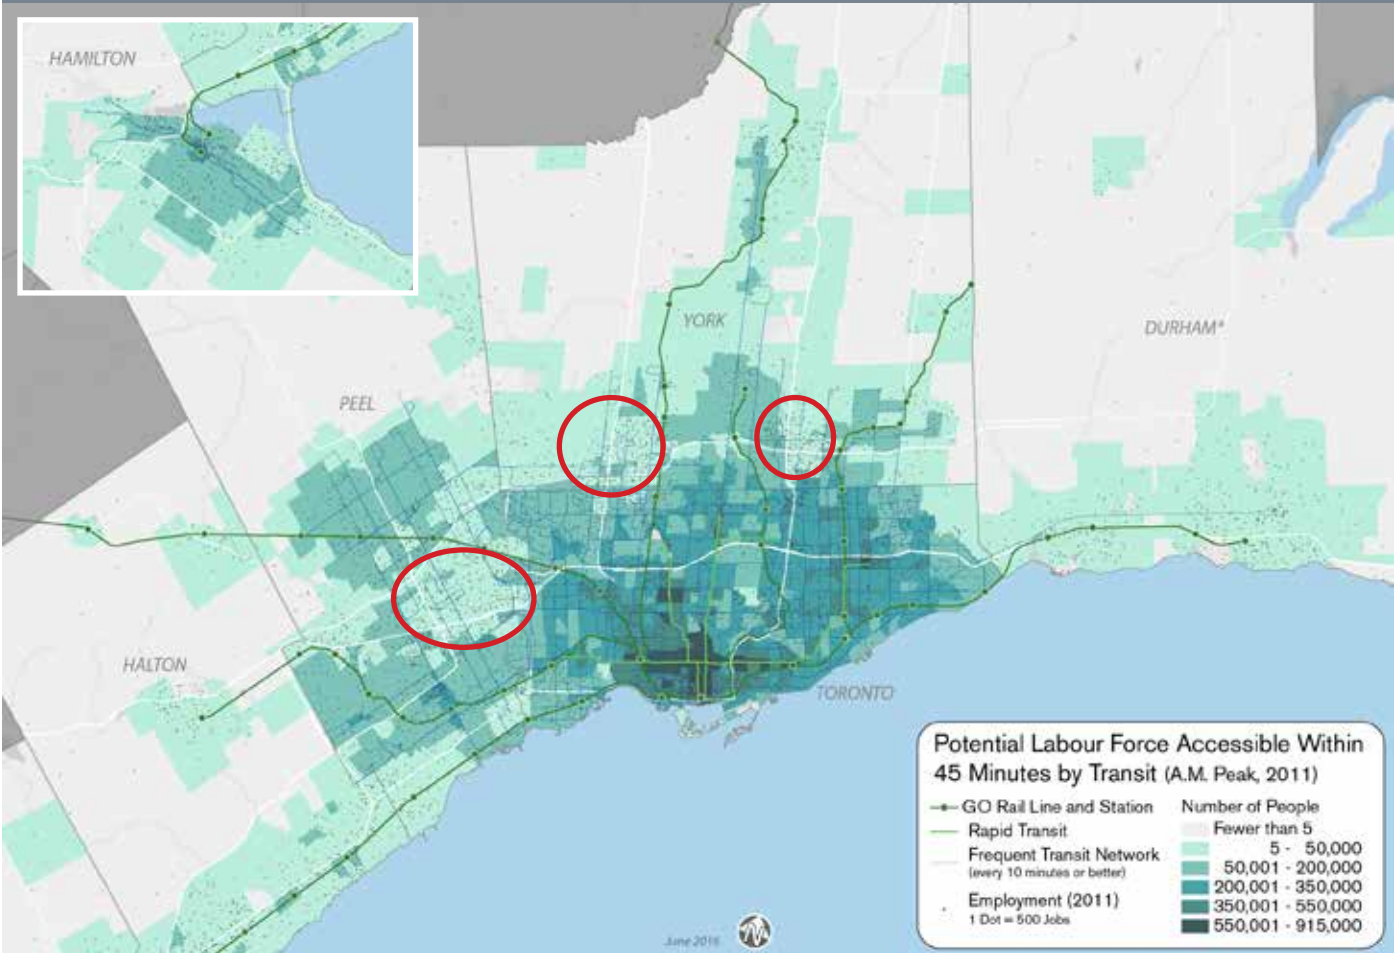 HAMILTON
YORK
DURHAM*
PEEL
HALTON
TORONTO
Potential Labour Force Accessible Within
45 Minutes by Transit (A.M. Peak, 2011)
GO Rail Line and Station
Rapid Transit
Frequent Transit Network
(every 10 minutes or better)
Employment (2011)
1 Dot = 500 Jobs
Number of People
Fewer than 5
5 - 50,000
50,001 - 200,000
200,001 - 350,000
350,001 - 550,000
550,001 - 915,000
June 2016